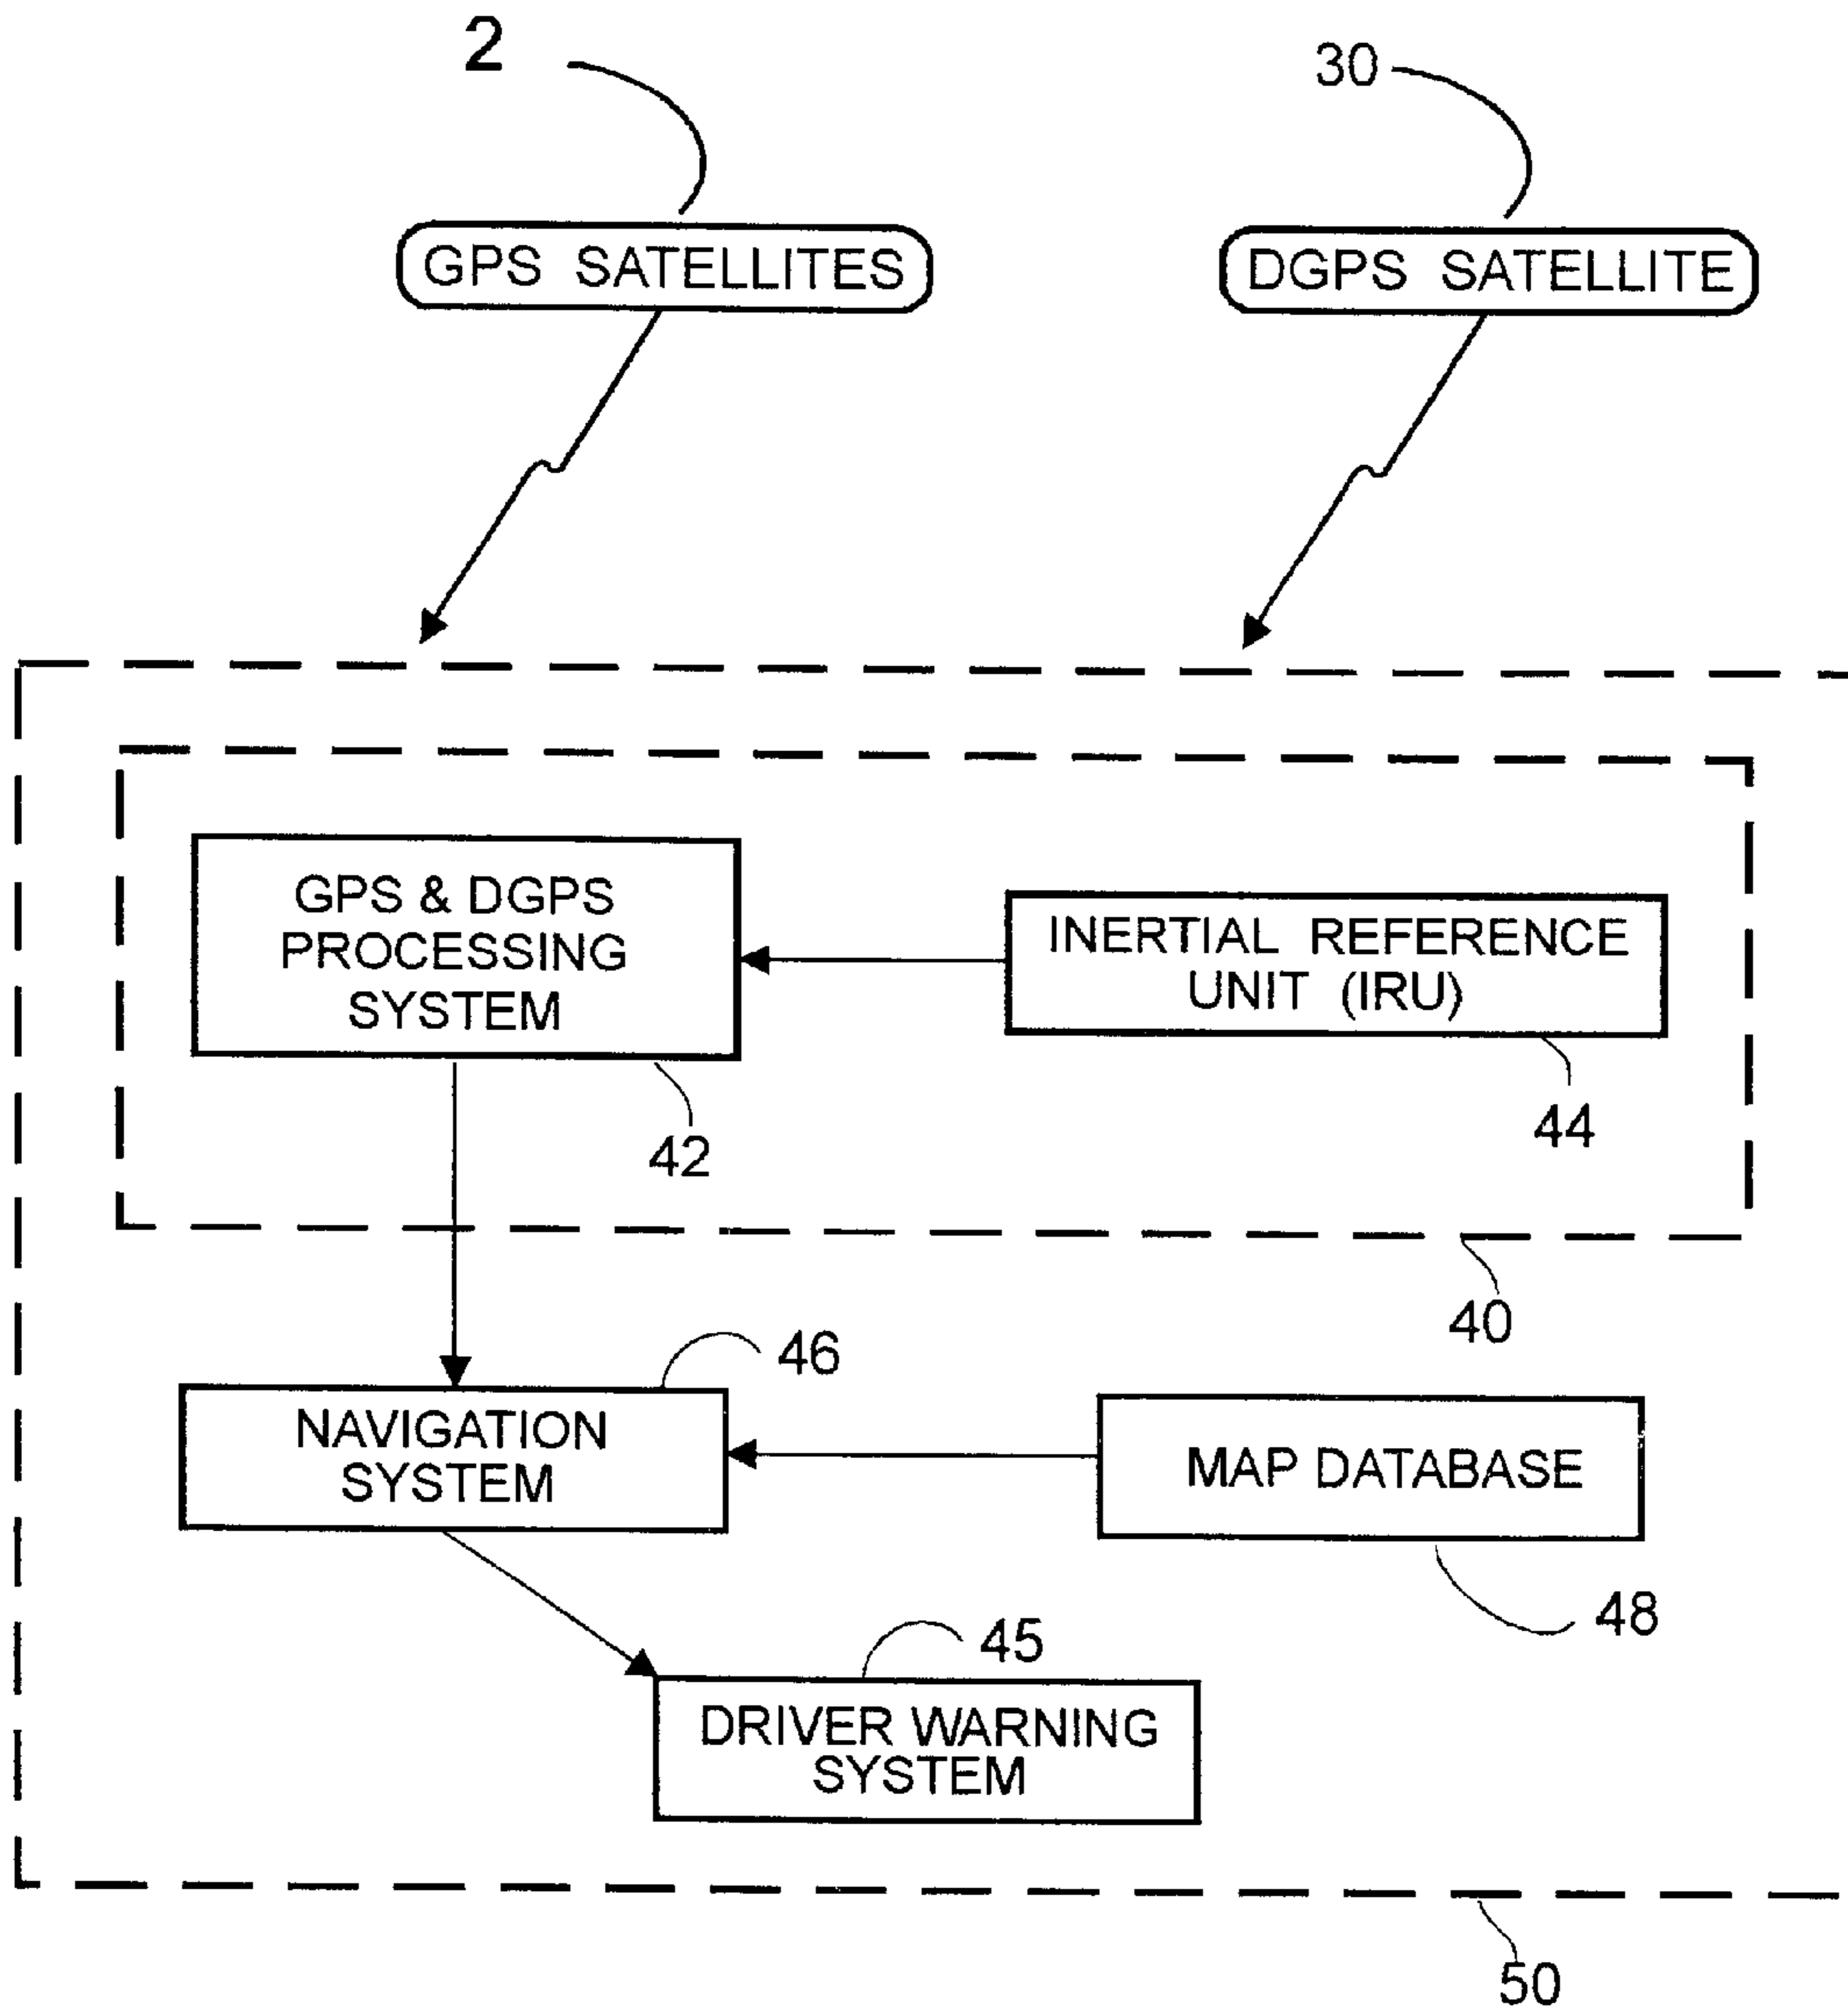 2
30
GPS SATELLITES
DGPS SATELLITE
GPS & DGPS
PROCESSING
SYSTEM
INERTIAL REFERENCE
UNIT (IRU)
42
44
40
46
NAVIGATION
SYSTEM
MAP DATABASE
48
45
DRIVER WARNING
SYSTEM
50